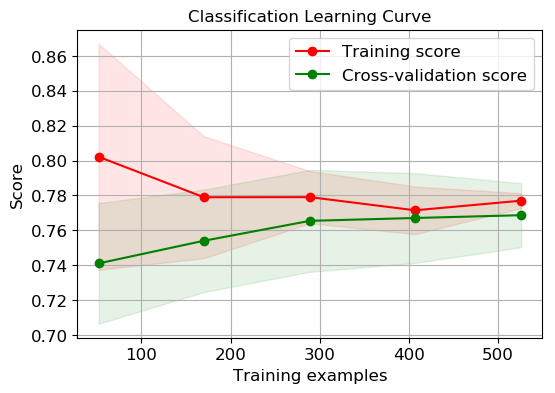 Classification Learning Curve
Training score
Cross-validation score
Score
0.86
0.84
0.82
0.80
0.78
0.76
0.74
0.72
0.70
100 200 300 400 500
Training examples